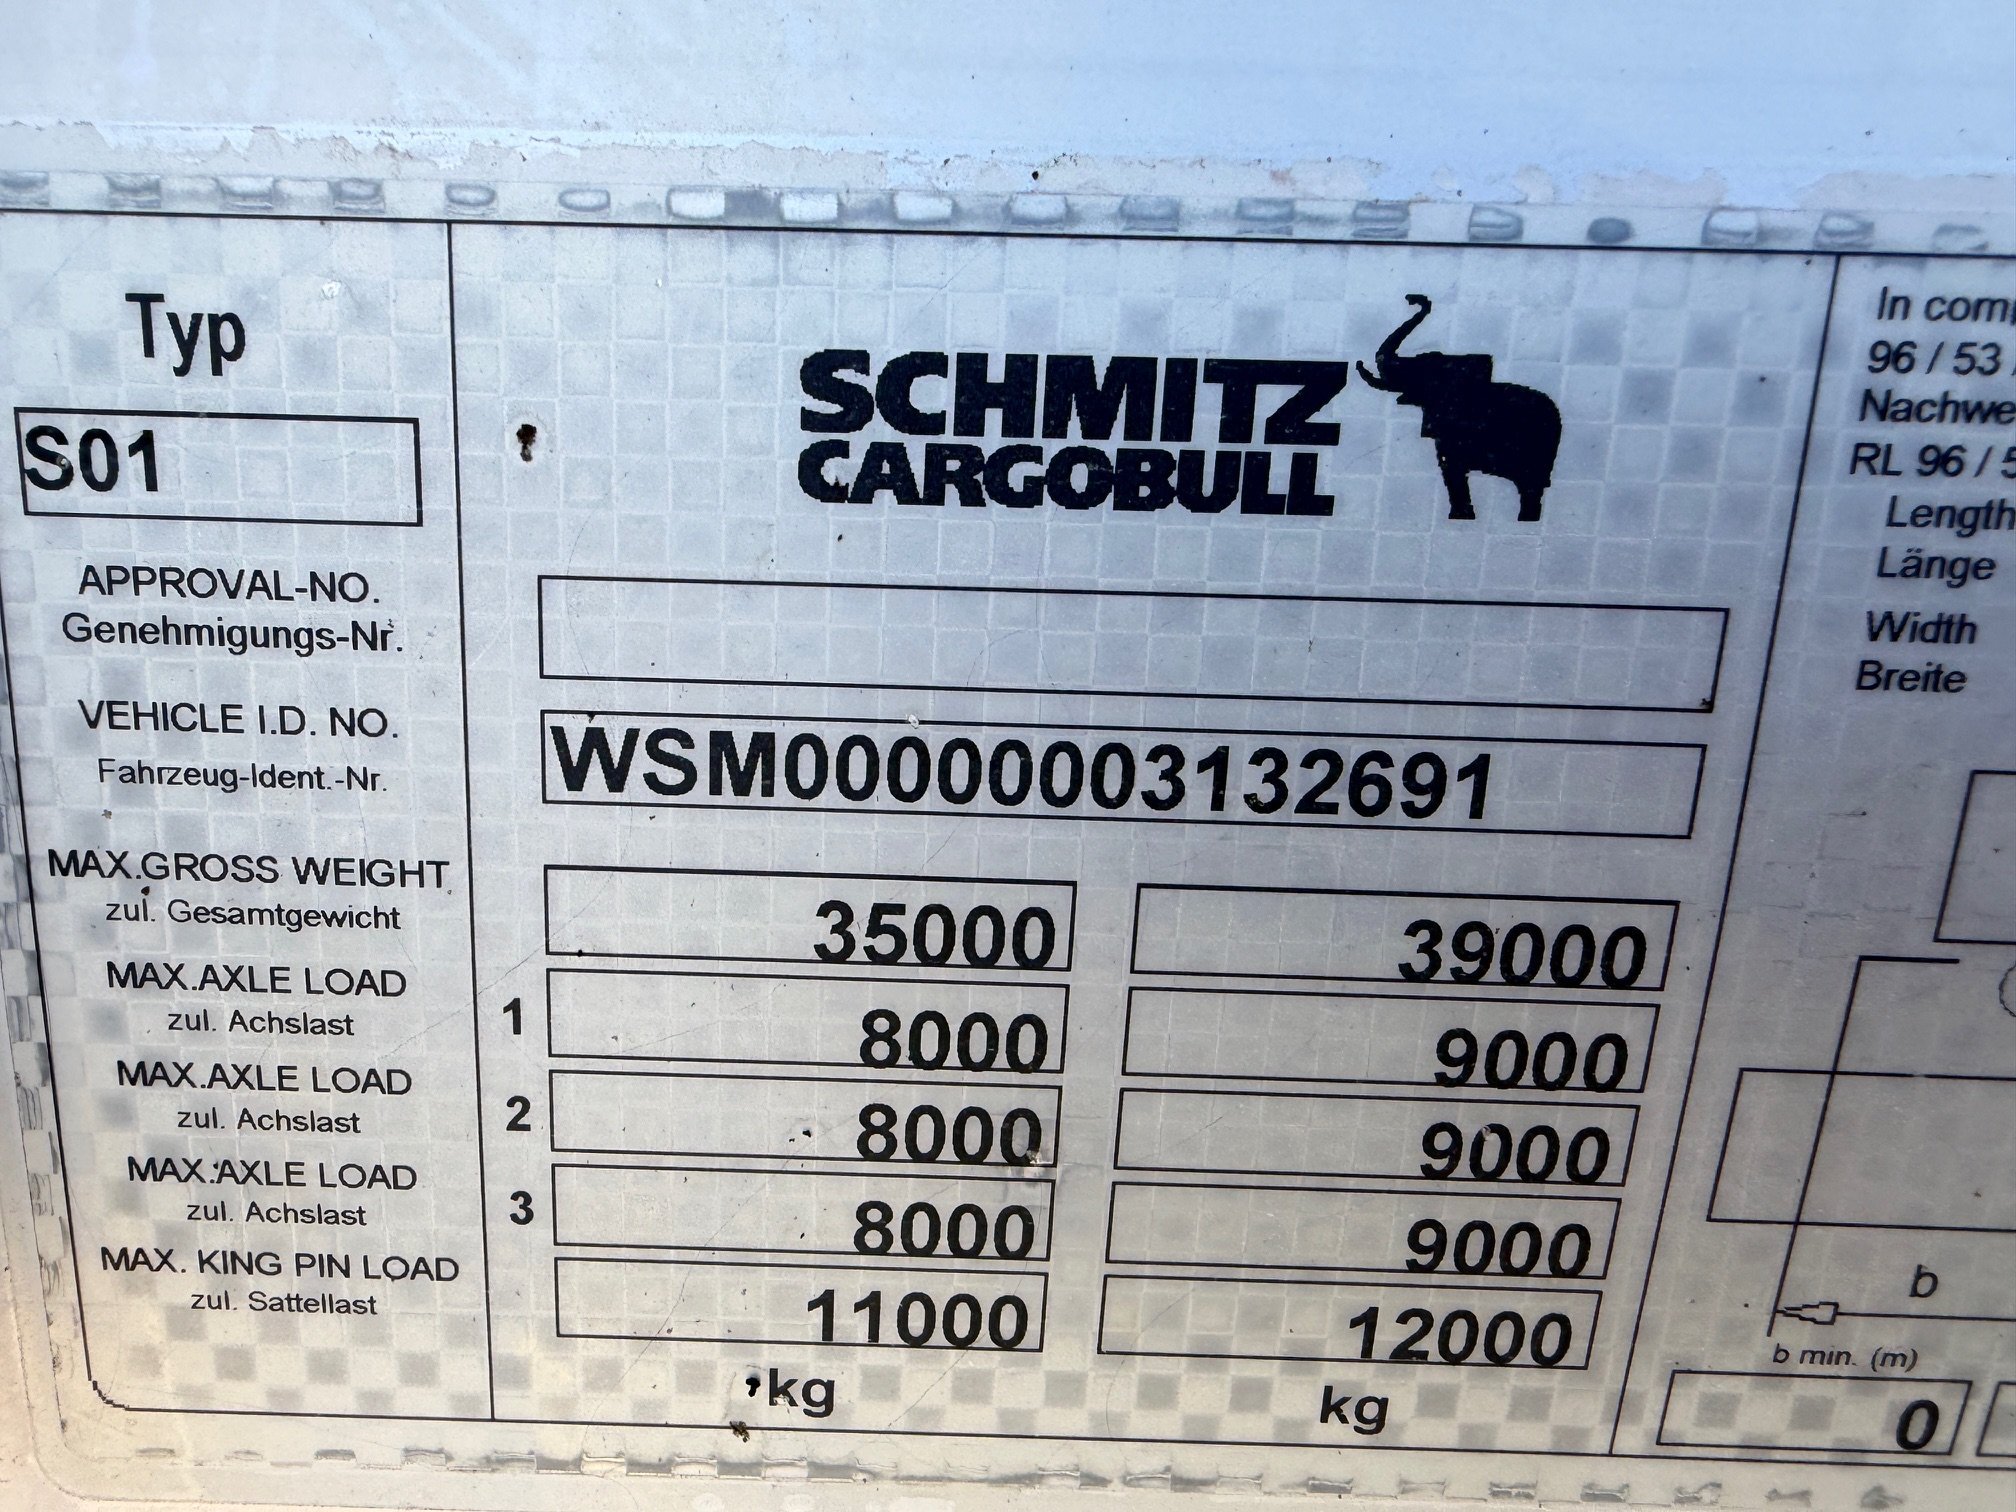 Typ
S01
SCHMITZ
CARGOBULL
APPROVAL-NO.
Genehmigungs-Nr.
VEHICLE I.D. NO.
Fahrzeug-Ident.-Nr.
WSM00000003132691
MAX.GROSS WEIGHT
zul. Gesamtgewicht
35000 39000
MAX.AXLE LOAD
zul. Achslast
1 8000 9000
MAX.AXLE LOAD
zul. Achslast
2 8000 9000
MAX.AXLE LOAD
zul. Achslast
3 8000 9000
MAX. KING PIN LOAD
zul. Sattellast
11000 12000
kg kg
In com
96 / 53
Nachwe
RL 96 / 5
Length
Länge
Width
Breite
b
b min. (m)
0